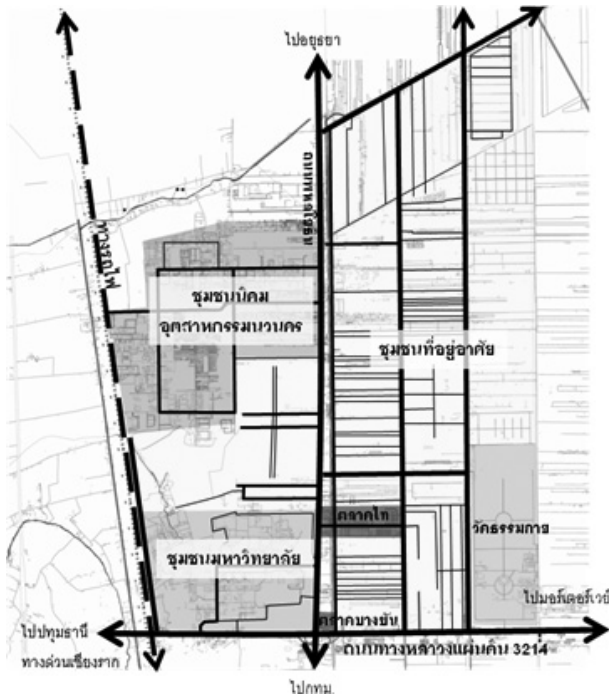 ไปอยุธยา
ถนนพหลโยธิน
ทางรถไฟ
ชุมชนนิคม
อุตสาหกรรมนวนคร
ชุมชนที่อยู่อาศัย
ตลาดไท
วัดธรรมกาย
ชุมชนมหาวิทยาลัย
ไปมอร์เตอร์เวย์
ตลาดบางขัน
ไปปทุมธานี
ถนนทางหลวงแผ่นดิน 3214
ทางด่วนเชียงราก
ไปกทม.